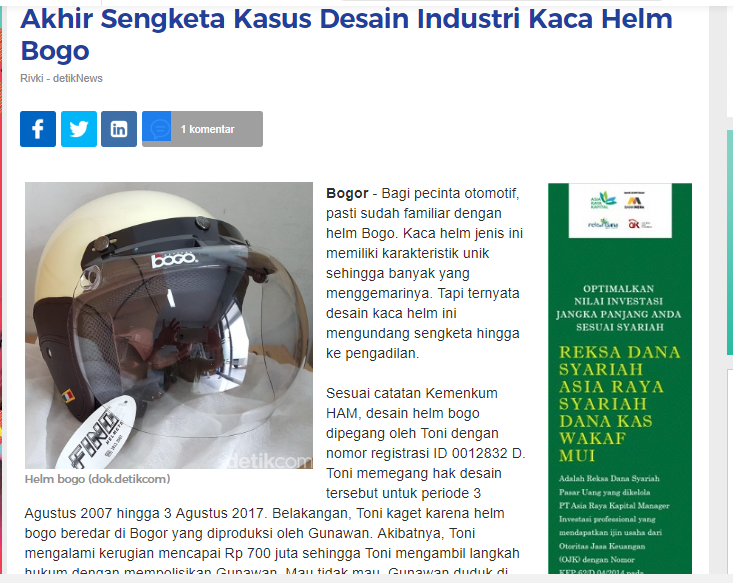 Akhir Sengketa Kasus Desain Industri Kaca Helm
Bogo
Rivki - detikNews
1 komentar
bogo
FINO
HELMETS
detikcom
Helm bogo (dok.detikcom)
Bogor - Bagi pecinta otomotif,
pasti sudah familiar dengan
helm Bogo. Kaca helm jenis ini
memiliki karakteristik unik
sehingga banyak yang
menggemarinya. Tapi ternyata
desain kaca helm ini
mengundang sengketa hingga
ke pengadilan.
Sesuai catatan Kemenkum
HAM, desain helm bogo
dipegang oleh Toni dengan
nomor registrasi ID 0012832 D.
Toni memegang hak desain
tersebut untuk periode 3
Agustus 2007 hingga 3 Agustus 2017. Belakangan, Toni kaget karena helm
bogo beredar di Bogor yang diproduksi oleh Gunawan. Akibatnya, Toni
mengalami kerugian mencapai Rp 700 juta sehingga Toni mengambil langkah
hukum dengan mempolisikan Gunawan. Mau tidak mau, Gunawan duduk di
ASIA
RAYA
KAPITAL
reksa dana
OPTIMALKAN
NILAI INVESTASI
JANGKA PANJANG ANDA
SESUAI SYARIAH
REKSA DANA
SYARIAH
ASIA RAYA
SYARIAH
DANA KAS
WAKAF
MUI
Adalah Reksa Dana Syariah
Pasar Uang yang dikelola
PT Asia Raya Kapital Manager
Investasi professional yang
mendapatkan ijin usaha dari
Otoritas Jasa Keuangan
(OJK) dengan Nomor
KEP-62/D.04/2014 pada